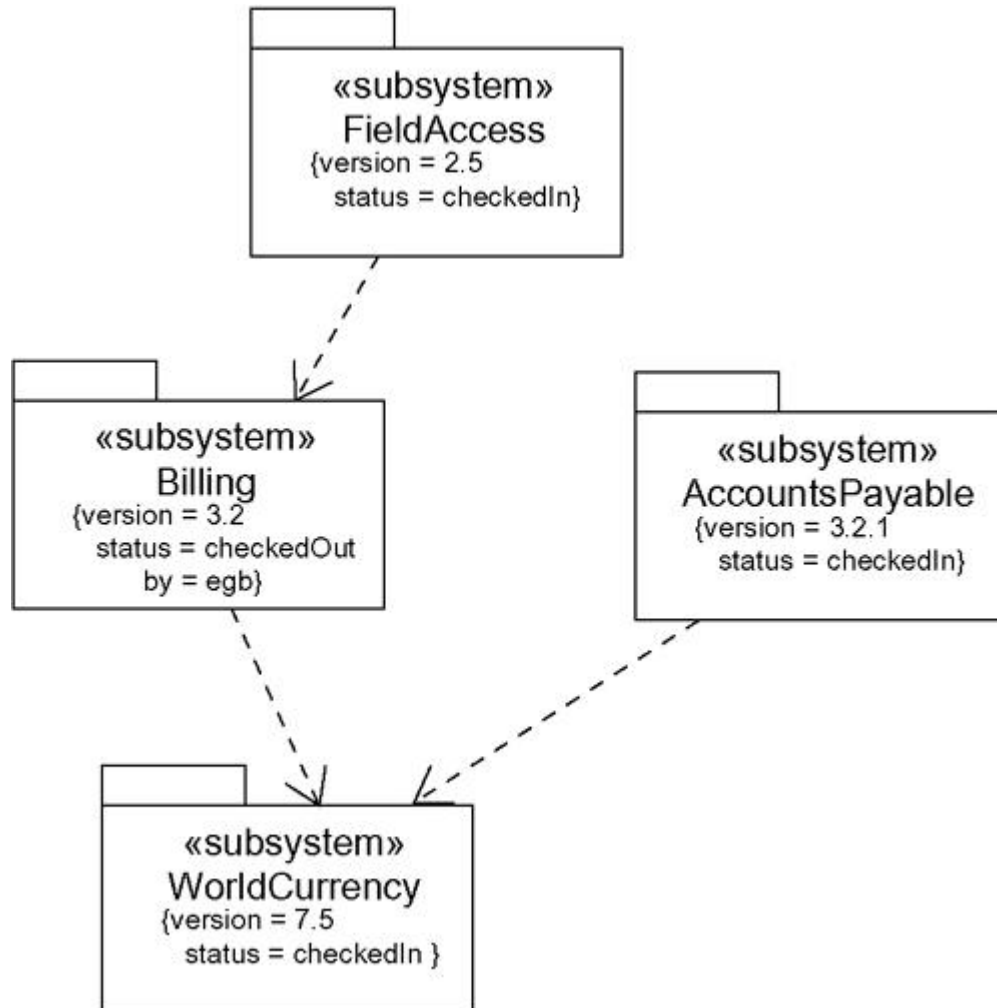 «subsystem»
FieldAccess
{version = 2.5
status = checkedIn}
«subsystem»
Billing
{version = 3.2
status = checkedOut
by = egb}
«subsystem»
AccountsPayable
{version = 3.2.1
status = checkedIn}
«subsystem»
WorldCurrency
{version = 7.5
status = checkedIn }